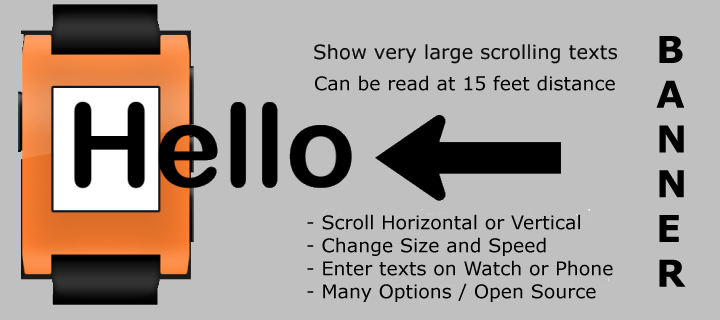 Show very large scrolling texts
Can be read at 15 feet distance
Hello
- Scroll Horizontal or Vertical
- Change Size and Speed
- Enter texts on Watch or Phone
- Many Options / Open Source
B
A
N
N
E
R